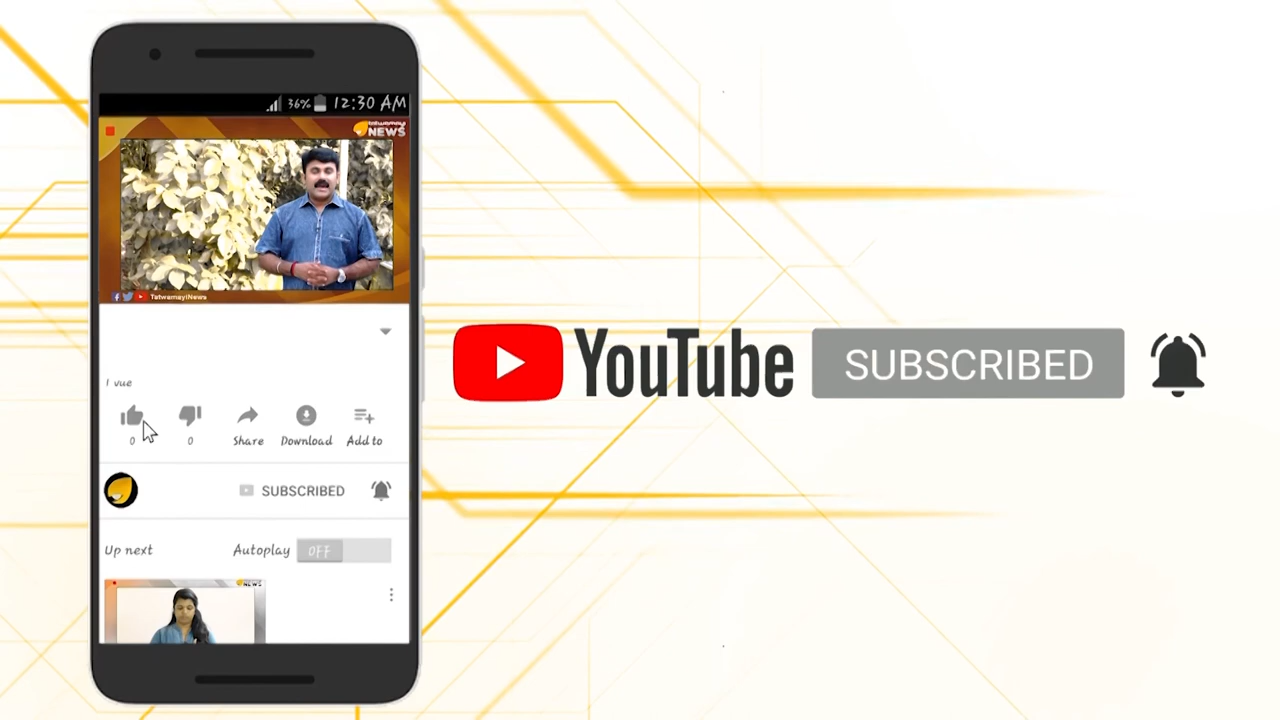 36% 12:30 AM
tatwamayi
NEWS
TatwamayiNews
1 vue
0 0 Share Download Add to
SUBSCRIBED
Up next Autoplay OFF
NEWS
YouTube SUBSCRIBED